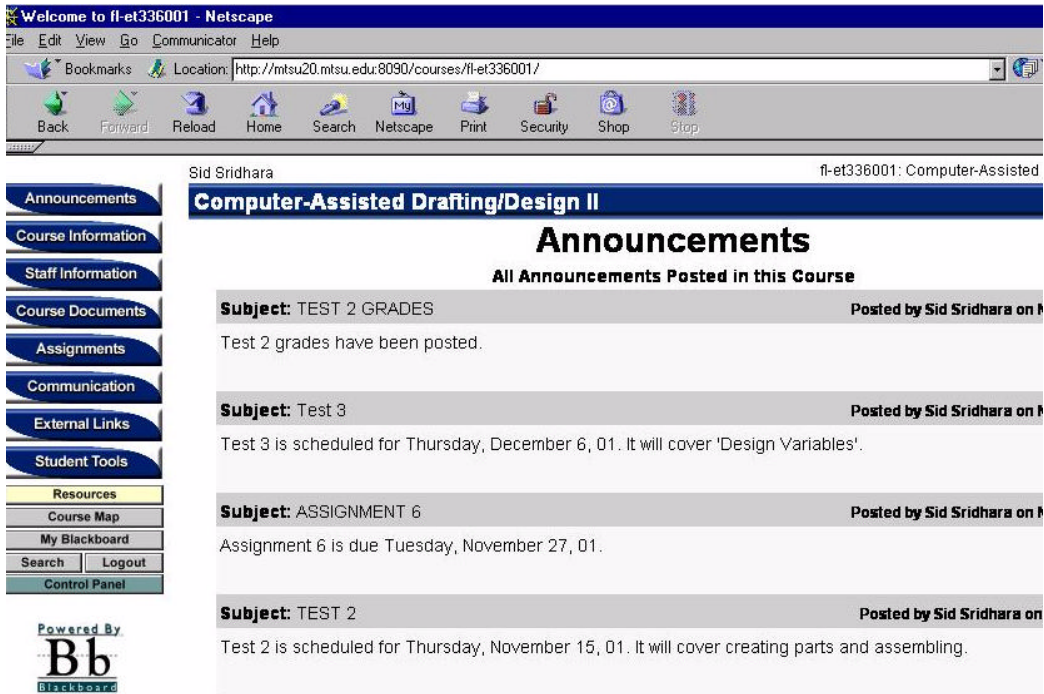 Welcome to fl-et336001 - Netscape
File Edit View Go Communicator Help
Bookmarks Location: http://mtsu20.mtsu.edu:8090/courses/fl-et336001/
Back Forward Reload Home Search Netscape Print Security Shop Stop
My
Sid Sridhara fl-et336001: Computer-Assisted
Computer-Assisted Drafting/Design II
Announcements
All Announcements Posted in this Course
Announcements
Course Information
Staff Information
Course Documents
Assignments
Communication
External Links
Student Tools
Resources
Course Map
My Blackboard
Search Logout
Control Panel
Powered By
Bb
Blackboard
Subject: TEST 2 GRADES Posted by Sid Sridhara on
Test 2 grades have been posted.
Subject: Test 3 Posted by Sid Sridhara on
Test 3 is scheduled for Thursday, December 6, 01. It will cover 'Design Variables'.
Subject: ASSIGNMENT 6 Posted by Sid Sridhara on
Assignment 6 is due Tuesday, November 27, 01.
Subject: TEST 2 Posted by Sid Sridhara on
Test 2 is scheduled for Thursday, November 15, 01. It will cover creating parts and assembling.